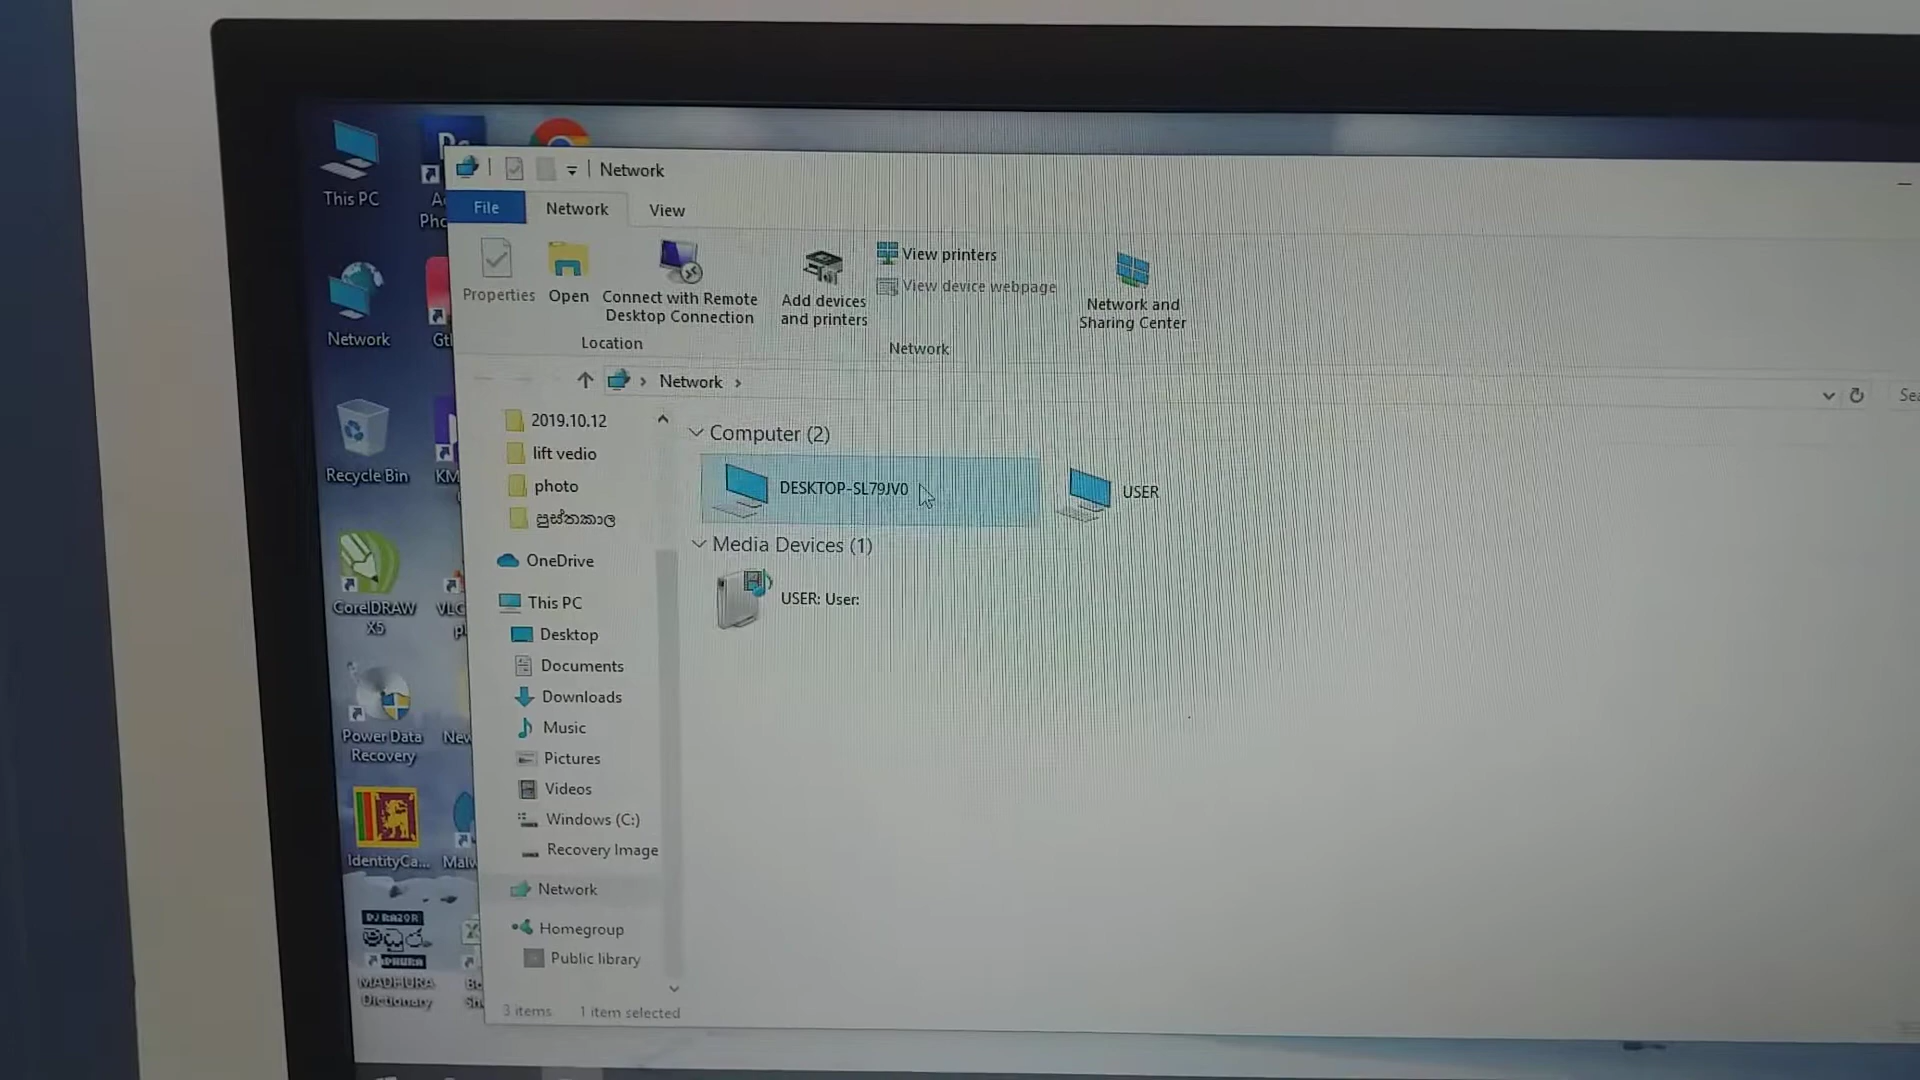 Network
File
Network
View
Properties
Open
Connect with Remote
Desktop Connection
Add devices
and printers
View printers
View device webpage
Network and
Sharing Center
Location
Network
Network
2019.10.12
lift vedio
photo
පුස්තකාල
OneDrive
This PC
Desktop
Documents
Downloads
Music
Pictures
Videos
Windows (C:)
Recovery Image
Network
Homegroup
Public library
Computer (2)
DESKTOP-SL79JV0
USER
Media Devices (1)
USER: User:
3 items
1 item selected
This PC
Network
Recycle Bin
CorelDRAW
X5
Power Data
Recovery
IdentityCa...
DJ RAZOR
MADHURA
Dictionary